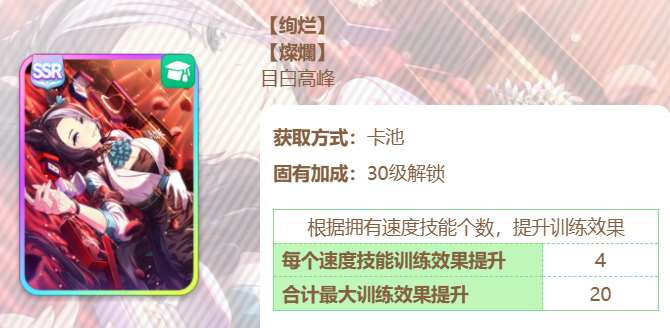 【绚烂】
【燦爛】
目白高峰
SSR
获取方式：卡池
固有加成：30级解锁
根据拥有速度技能个数，提升训练效果
每个速度技能训练效果提升 4
合计最大训练效果提升 20